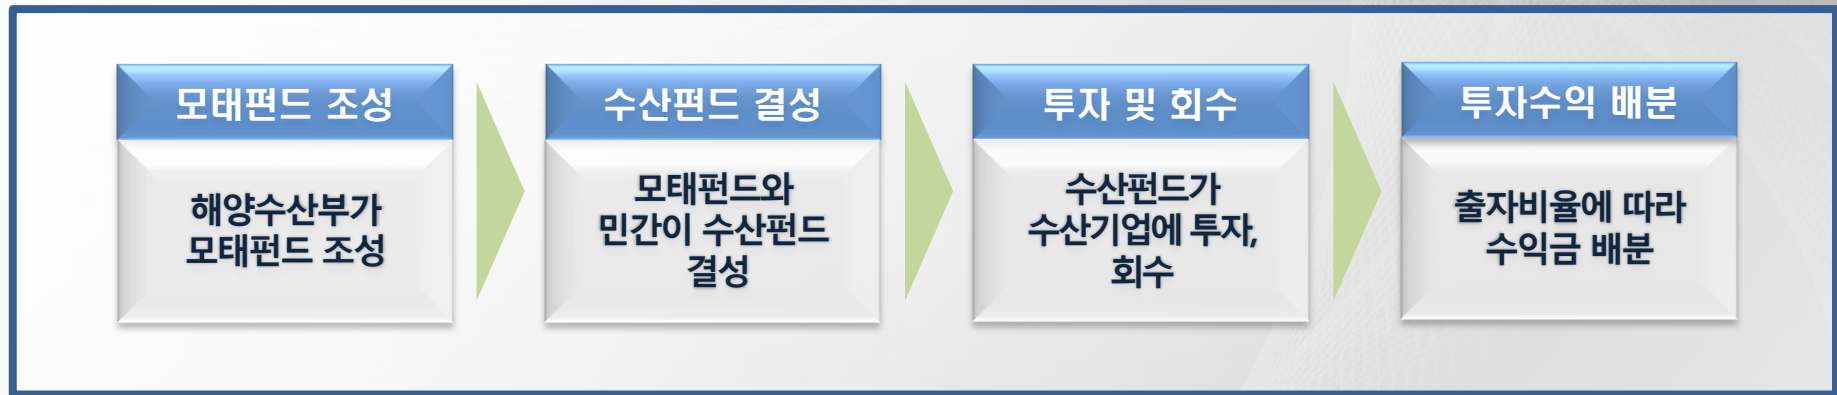 모태펀드 조성
해양수산부가
모태펀드 조성
수산펀드 결성
모태펀드와
민간이 수산펀드
결성
투자 및 회수
수산펀드가
수산기업에 투자,
회수
투자수익 배분
출자비율에 따라
수익금 배분